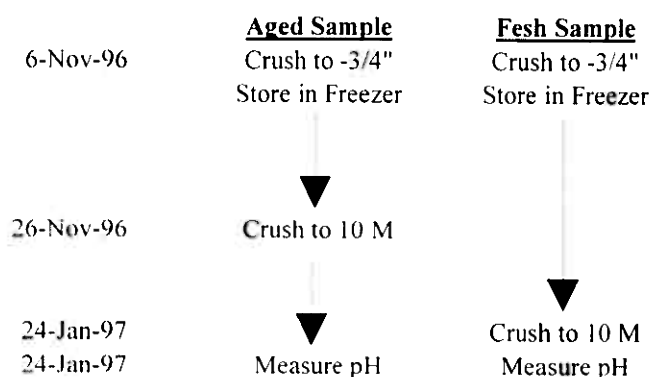 Aged Sample Fesh Sample
6-Nov-96 Crush to -3/4" Crush to -3/4"
Store in Freezer Store in Freezer
26-Nov-96 Crush to 10 M
24-Jan-97 Crush to 10 M
24-Jan-97 Measure pH Measure pH